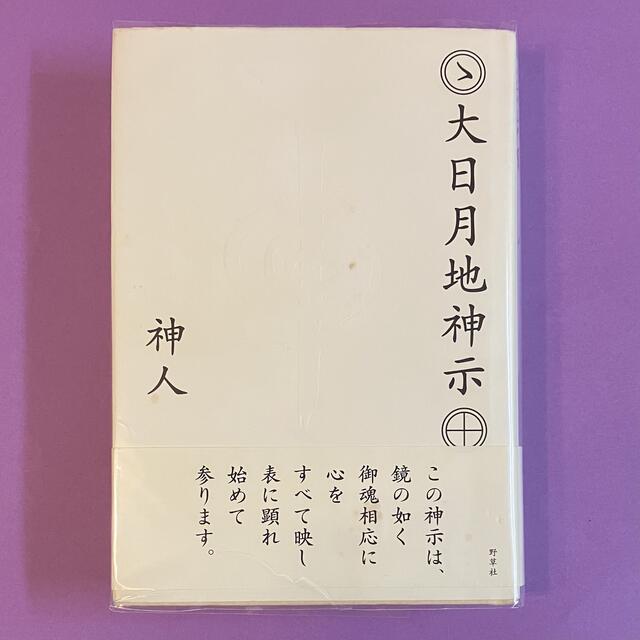 大日月地神示
神人
この神示は、
鏡の如く
御魂相応に
心を
すべて映し
表に顕れ
始めて
参ります。
野草社